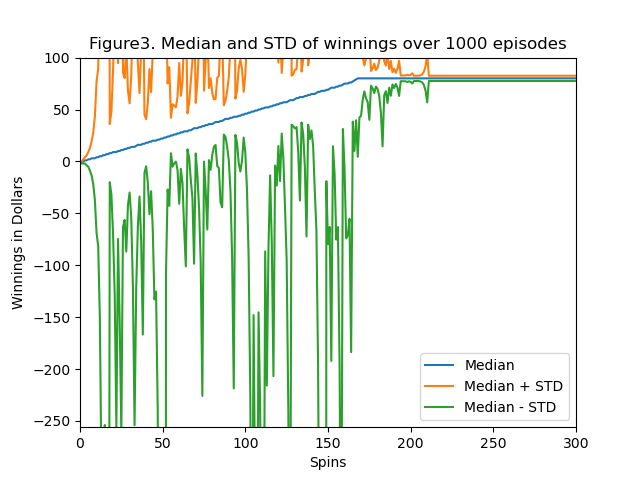 Figure3. Median and STD of winnings over 1000 episodes
100
50
0
−50
−100
−150
−200
−250
Winnings in Dollars
0 50 100 150 200 250 300
Spins
Median
Median + STD
Median - STD